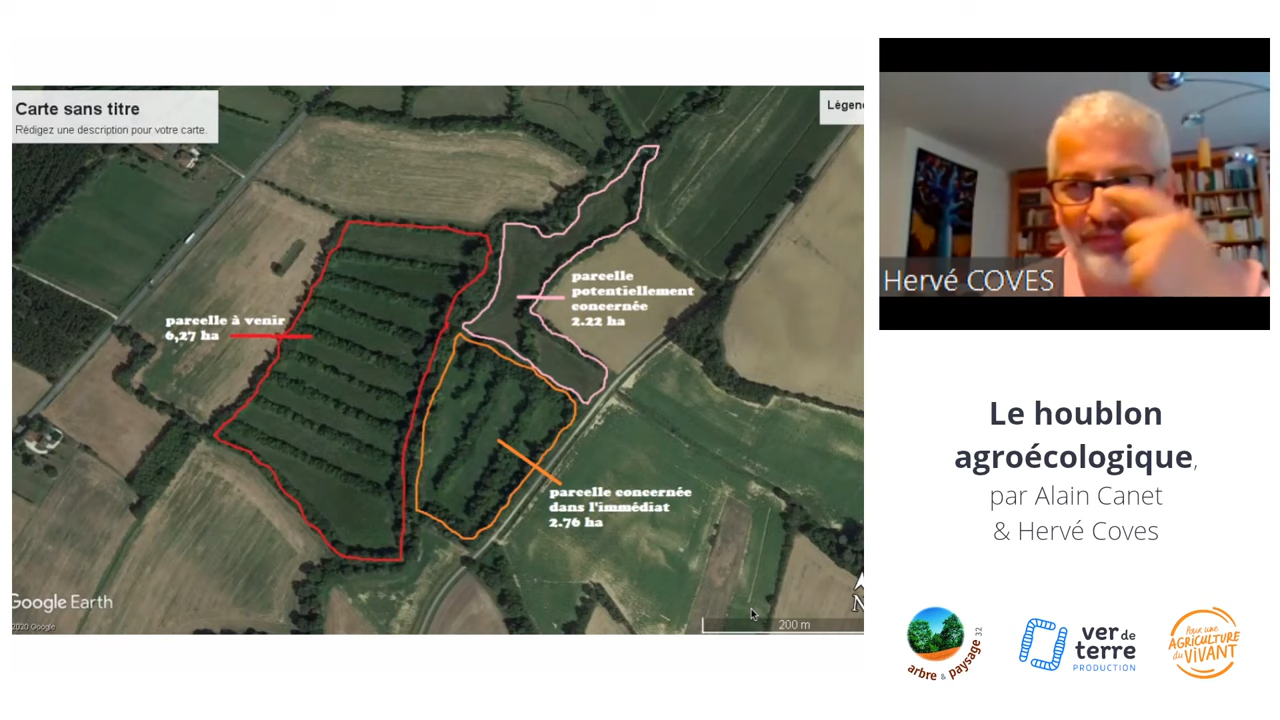 Carte sans titre
Rédigez une description pour votre carte.
Légen
parcelle à venir
6,27 ha
parcelle
potentiellement
concernée
2.22 ha
parcelle concernée
dans l'immédiat
2.76 ha
Google Earth
2020 Google
N
200 m
Hervé COVES
Le houblon
agroécologique,
par Alain Canet
& Hervé Coves
arbre & paysage 32
ver de
terre
PRODUCTION
Pour une
AGRICULTURE
du VIVANT